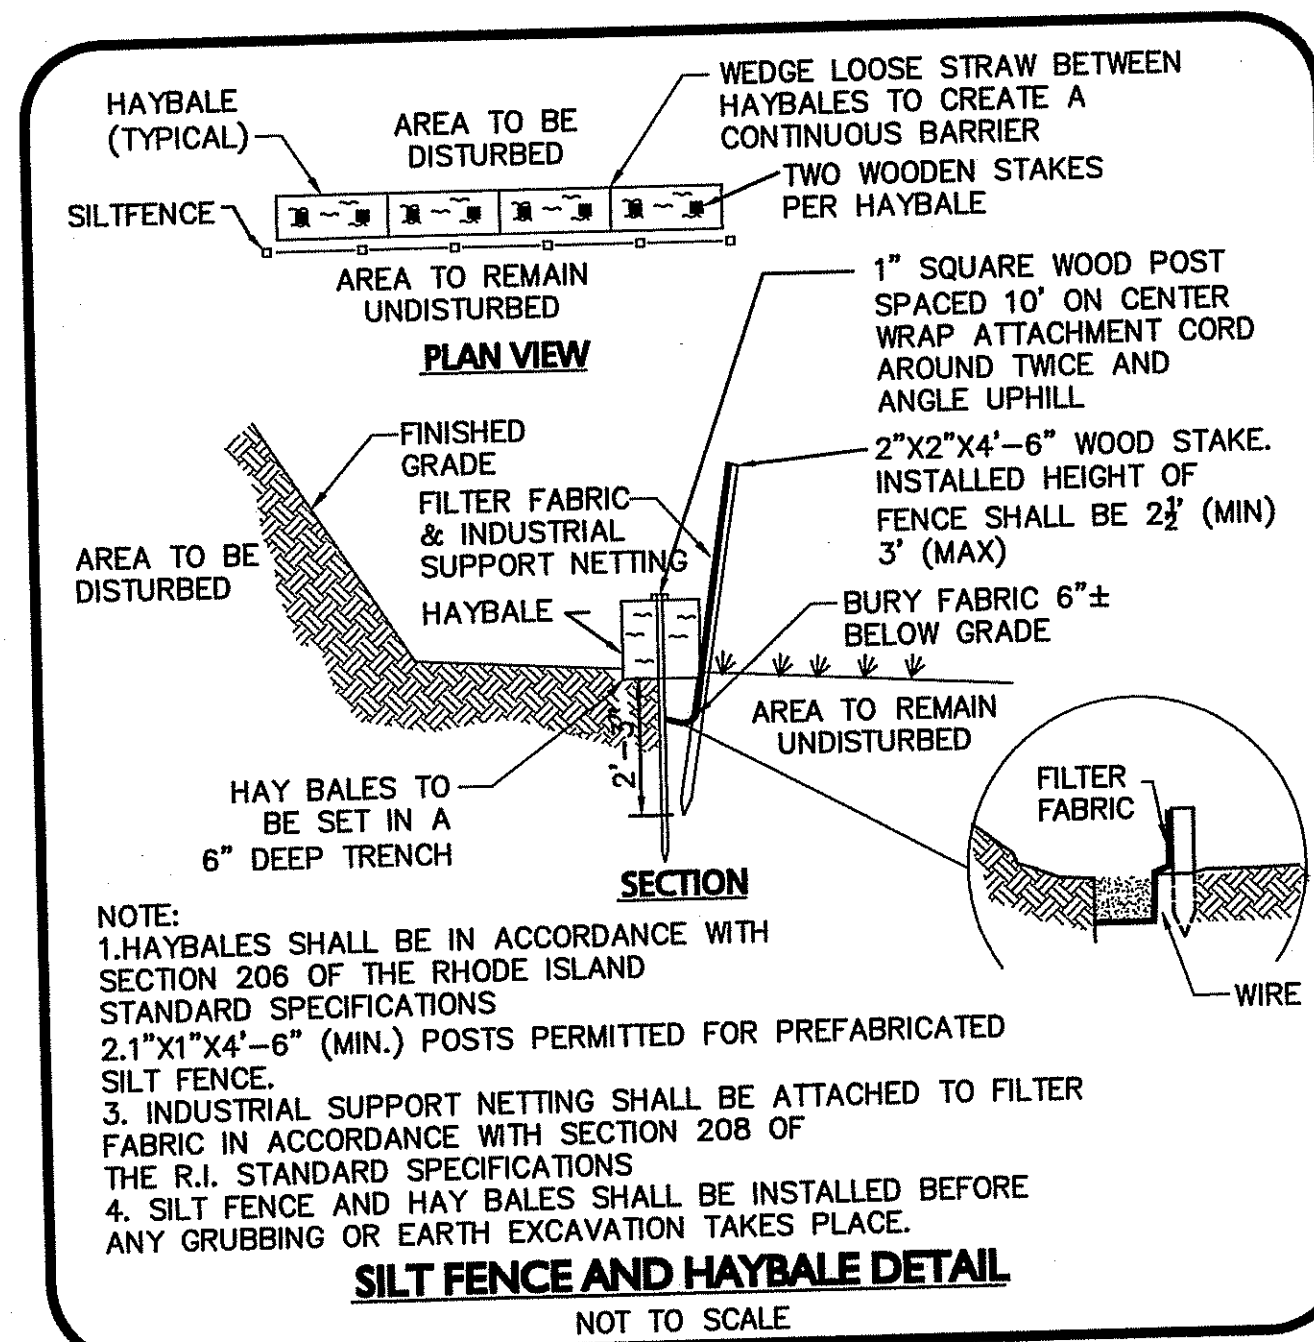 HAYBALE
(TYPICAL)
AREA TO BE
DISTURBED
WEDGE LOOSE STRAW BETWEEN
HAYBALES TO CREATE A
CONTINUOUS BARRIER
TWO WOODEN STAKES
PER HAYBALE
SILTFENCE
AREA TO REMAIN
UNDISTURBED
PLAN VIEW
1" SQUARE WOOD POST
SPACED 10' ON CENTER
WRAP ATTACHMENT CORD
AROUND TWICE AND
ANGLE UPHILL
FINISHED
GRADE
2"X2"X4'-6" WOOD STAKE.
INSTALLED HEIGHT OF
FENCE SHALL BE 2½' (MIN)
3' (MAX)
FILTER FABRIC
& INDUSTRIAL
SUPPORT NETTING
AREA TO BE
DISTURBED
HAYBALE
BURY FABRIC 6"±
BELOW GRADE
AREA TO REMAIN
UNDISTURBED
2'-3"
HAY BALES TO
BE SET IN A
6" DEEP TRENCH
FILTER
FABRIC
WIRE
SECTION
NOTE:
1.HAYBALES SHALL BE IN ACCORDANCE WITH
SECTION 206 OF THE RHODE ISLAND
STANDARD SPECIFICATIONS
2.1"X1"X4'-6" (MIN.) POSTS PERMITTED FOR PREFABRICATED
SILT FENCE.
3. INDUSTRIAL SUPPORT NETTING SHALL BE ATTACHED TO FILTER
FABRIC IN ACCORDANCE WITH SECTION 208 OF
THE R.I. STANDARD SPECIFICATIONS
4. SILT FENCE AND HAY BALES SHALL BE INSTALLED BEFORE
ANY GRUBBING OR EARTH EXCAVATION TAKES PLACE.
SILT FENCE AND HAYBALE DETAIL
NOT TO SCALE